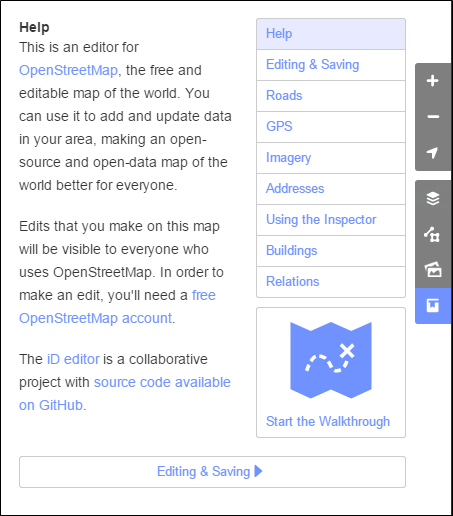 Help
This is an editor for
OpenStreetMap, the free and
editable map of the world. You
can use it to add and update data
in your area, making an open-
source and open-data map of the
world better for everyone.
Edits that you make on this map
will be visible to everyone who
uses OpenStreetMap. In order to
make an edit, you'll need a free
OpenStreetMap account.
The iD editor is a collaborative
project with source code available
on GitHub.
Help
Editing & Saving
Roads
GPS
Imagery
Addresses
Using the Inspector
Buildings
Relations
Start the Walkthrough
Editing & Saving